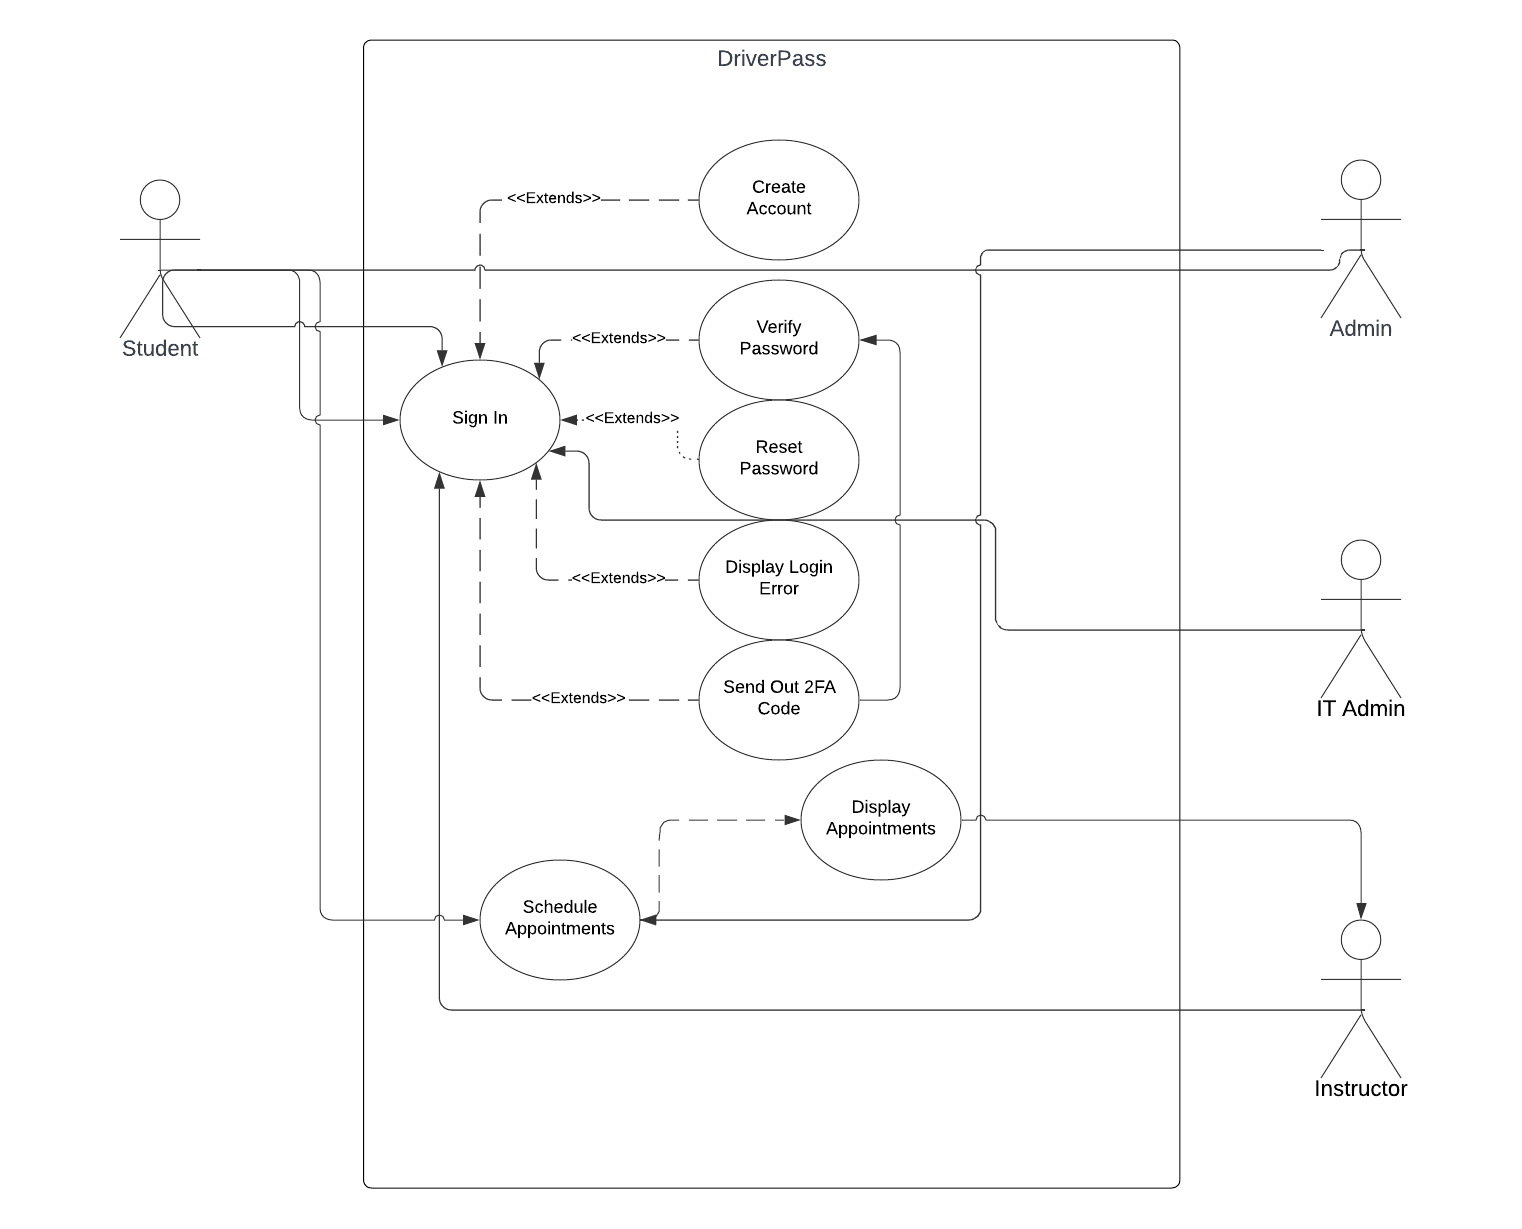 DriverPass
Create
Account
<<Extends>>
Student
Admin
Verify
Password
<<Extends>>
Sign In
<<Extends>>
Reset
Password
Display Login
Error
<<Extends>>
IT Admin
Send Out 2FA
Code
<<Extends>>
Display
Appointments
Schedule
Appointments
Instructor